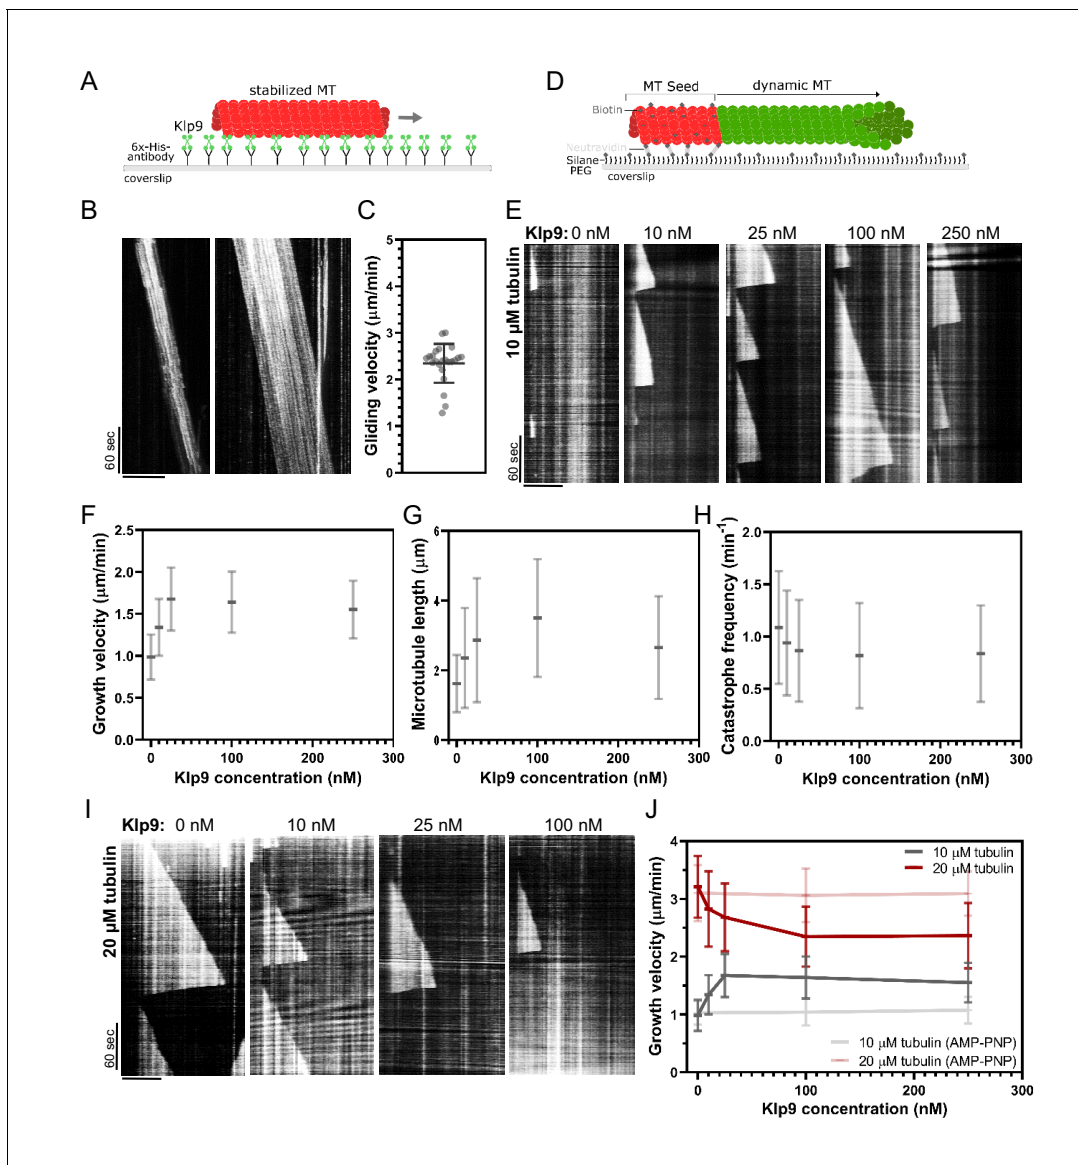 A
stabilized MT
Klp9
6x-His-
antibody
coverslip
D
MT Seed
dynamic MT
Biotin
Neutravidin
Silane-
PEG
coverslip
B
60 sec
C
Gliding velocity (µm/min)
5
4
3
2
1
0
E
Klp9: 0 nM
10 nM
25 nM
100 nM
250 nM
10 µM tubulin
60 sec
F
Growth velocity (µm/min)
2.5
2.0
1.5
1.0
0.5
0.0
0
100
200
300
Klp9 concentration (nM)
G
Microtubule length (µm)
6
4
2
0
0
100
200
300
Klp9 concentration (nM)
H
Catastrophe frequency (min⁻¹)
2.0
1.5
1.0
0.5
0.0
0
100
200
300
Klp9 concentration (nM)
I
Klp9: 0 nM
10 nM
25 nM
100 nM
20 µM tubulin
60 sec
J
Growth velocity (µm/min)
4
3
2
1
0
10 µM tubulin
20 µM tubulin
10 µM tubulin (AMP-PNP)
20 µM tubulin (AMP-PNP)
0
100
200
300
Klp9 concentration (nM)